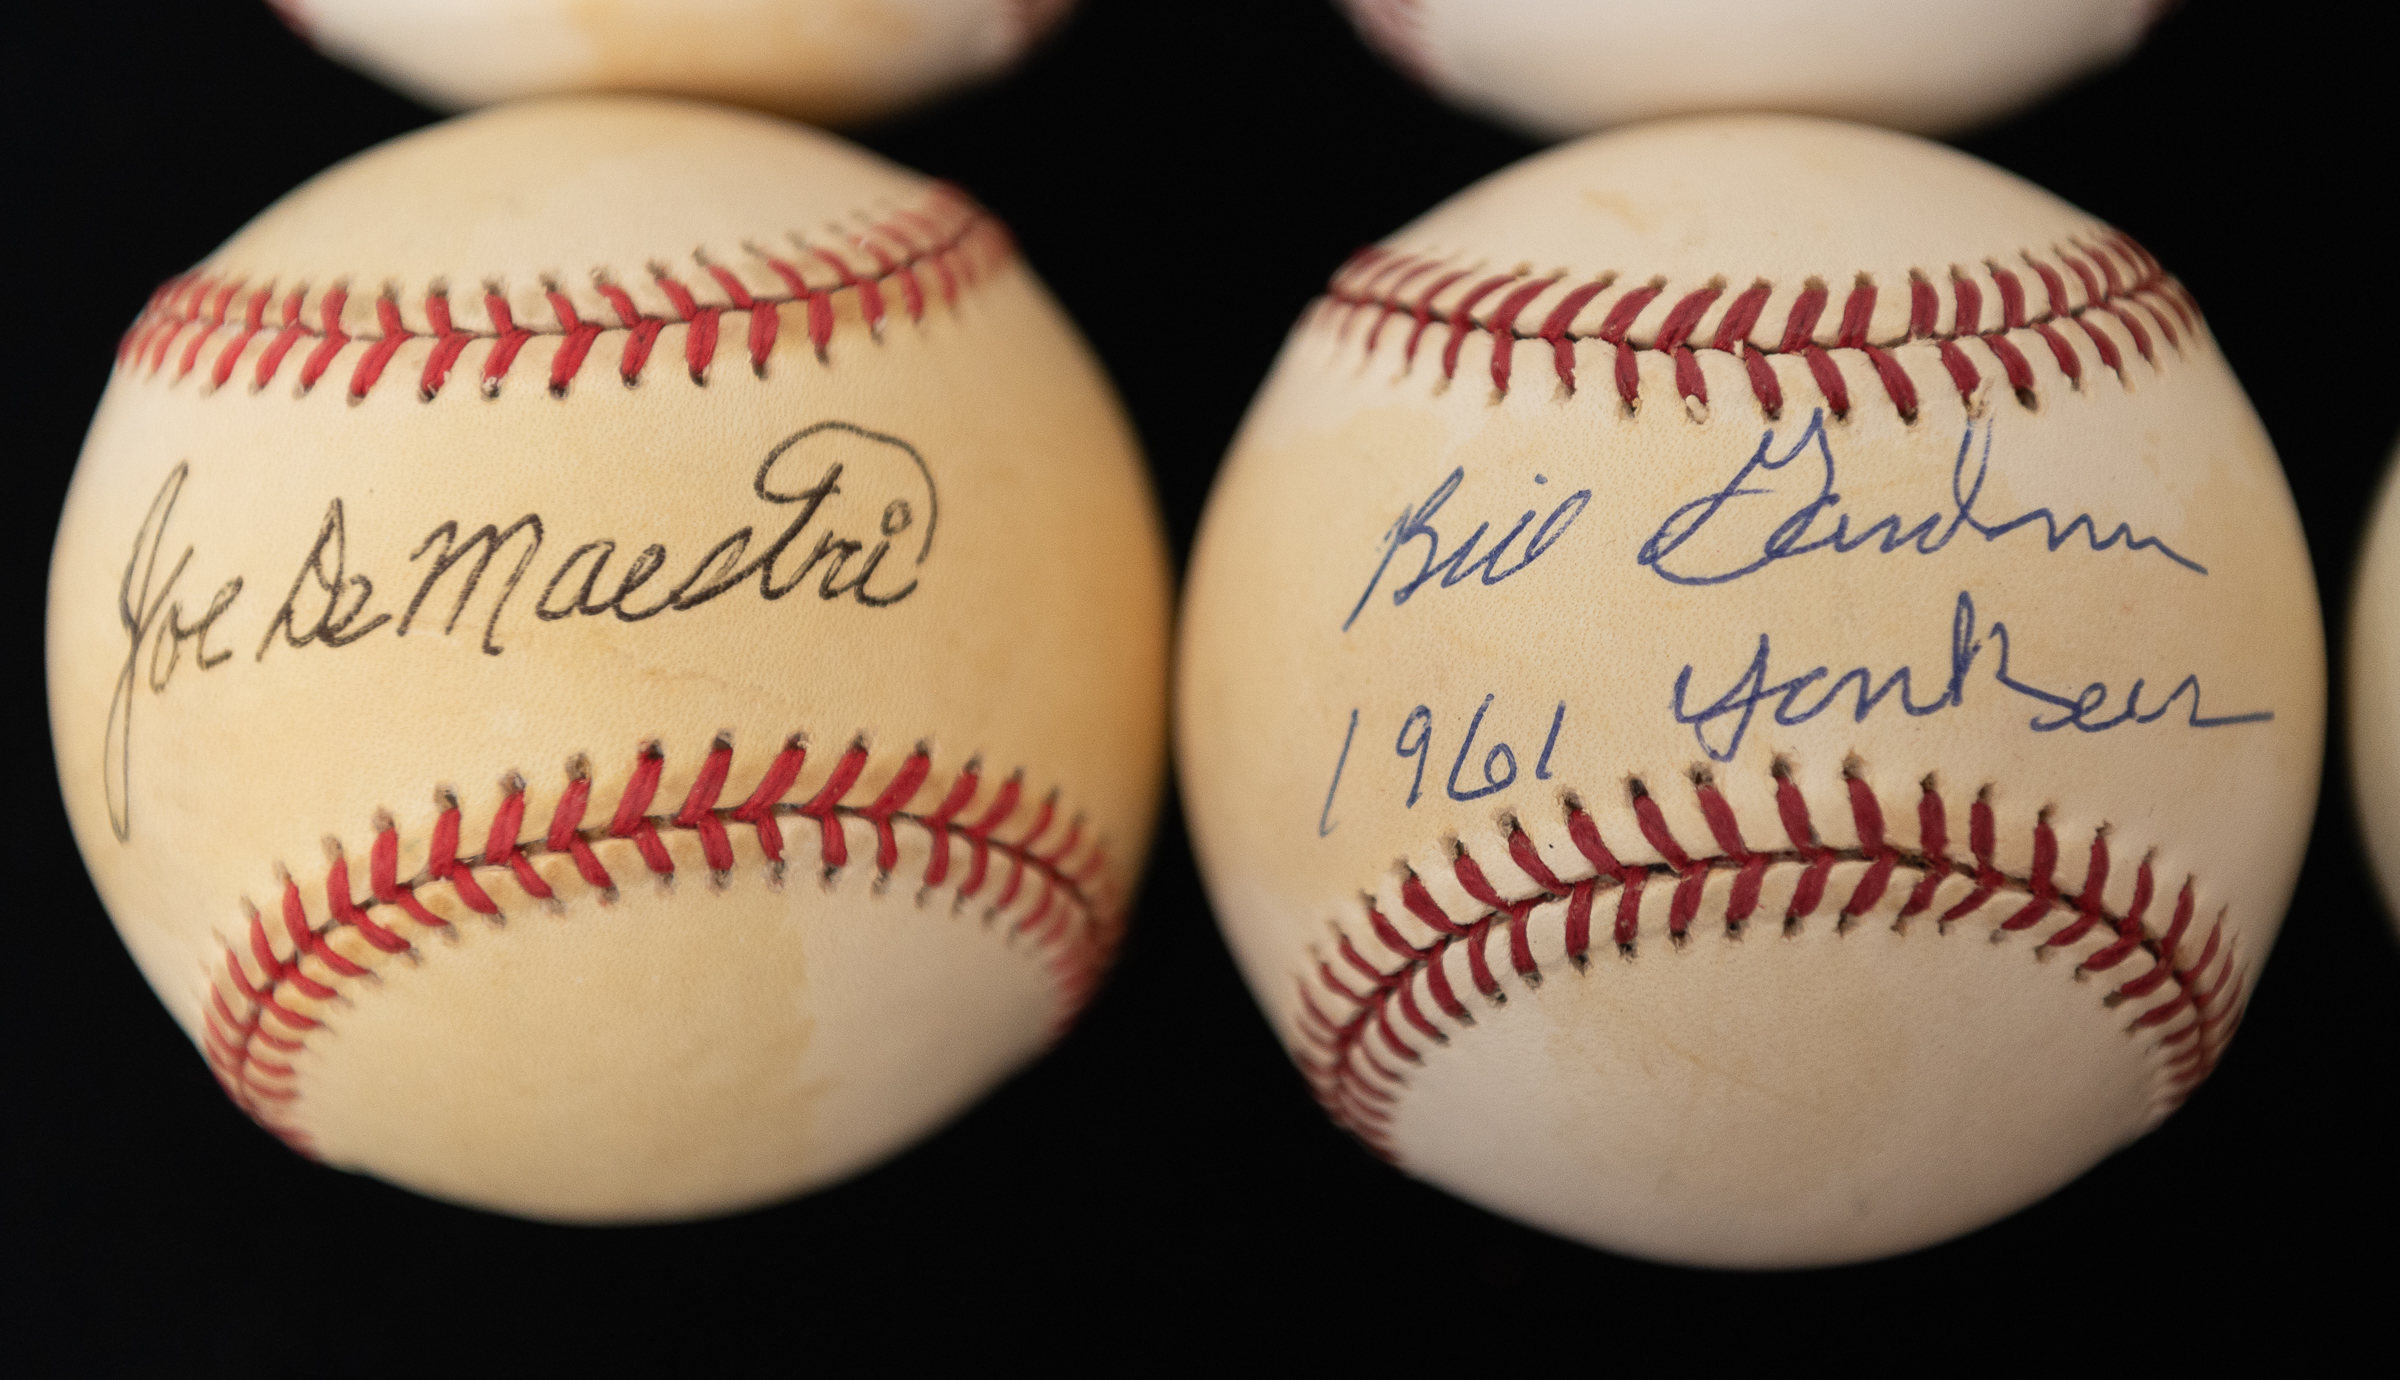 Joe DeMaestri
Bill Gardner
1961 Yankees